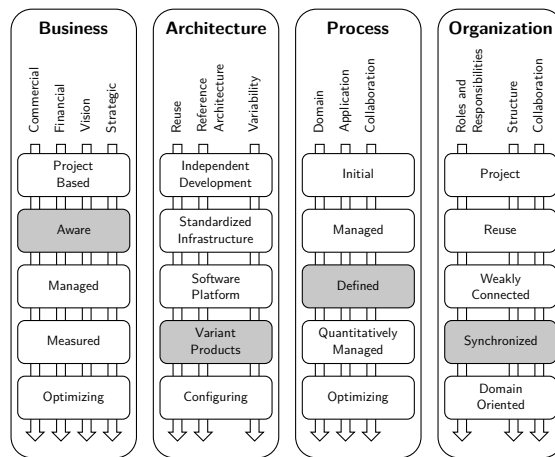 Business
Commercial
Financial
Vision
Strategic
Project
Based
Aware
Managed
Measured
Optimizing
Architecture
Reuse
Reference
Architecture
Variability
Independent
Development
Standardized
Infrastructure
Software
Platform
Variant
Products
Configuring
Process
Domain
Application
Collaboration
Initial
Managed
Defined
Quantitatively
Managed
Optimizing
Organization
Roles and
Responsibilities
Structure
Collaboration
Project
Reuse
Weakly
Connected
Synchronized
Domain
Oriented